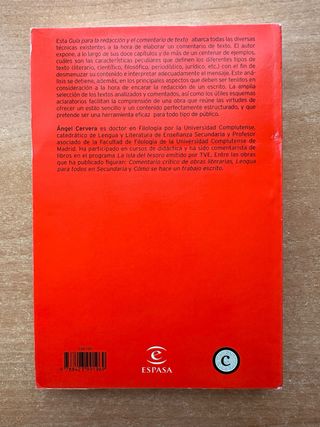 Esta Guía para la redacción y el comentario de texto abarca todas las diversas
técnicas existentes a la hora de elaborar un comentario de texto. El autor
expone, a lo largo de sus doce capítulos y de más de un centenar de ejemplos,
cuáles son las características peculiares que definen los diferentes tipos de
texto (literario, científico, filosófico, periodístico, jurídico, etc.) con el fin de
desmenuzar su contenido e interpretar adecuadamente el mensaje. Este aná-
lisis se detiene, además, en los aspectos más puntuales que deben ser tenidos
en consideración a la hora de encarar la redacción de un escrito. La amplia
selección de los textos analizados y comentados, así como los útiles esquemas
aclaratorios facilitan la comprensión de una obra que reúne las virtudes de
ofrecer un estilo sencillo y un contenido perfectamente estructurado, y que
pretende ser una herramienta eficaz para todo tipo de público.
Ángel Cervera es doctor en Filología por la Universidad Complutense,
catedrático de Lengua y Literatura de Enseñanza Secundaria y Profesor
asociado de la Facultad de Filología de la Universidad Complutense de
Madrid. Ha participado en cursos de didáctica y ha sido comentarista de
libros en el programa La isla del tesoro emitido por TVE. Entre las obras
que ha publicado figuran: Comentario crítico de obras literarias, Lengua
para todos en Secundaria y Cómo se hace un trabajo escrito.
ESPASA
c